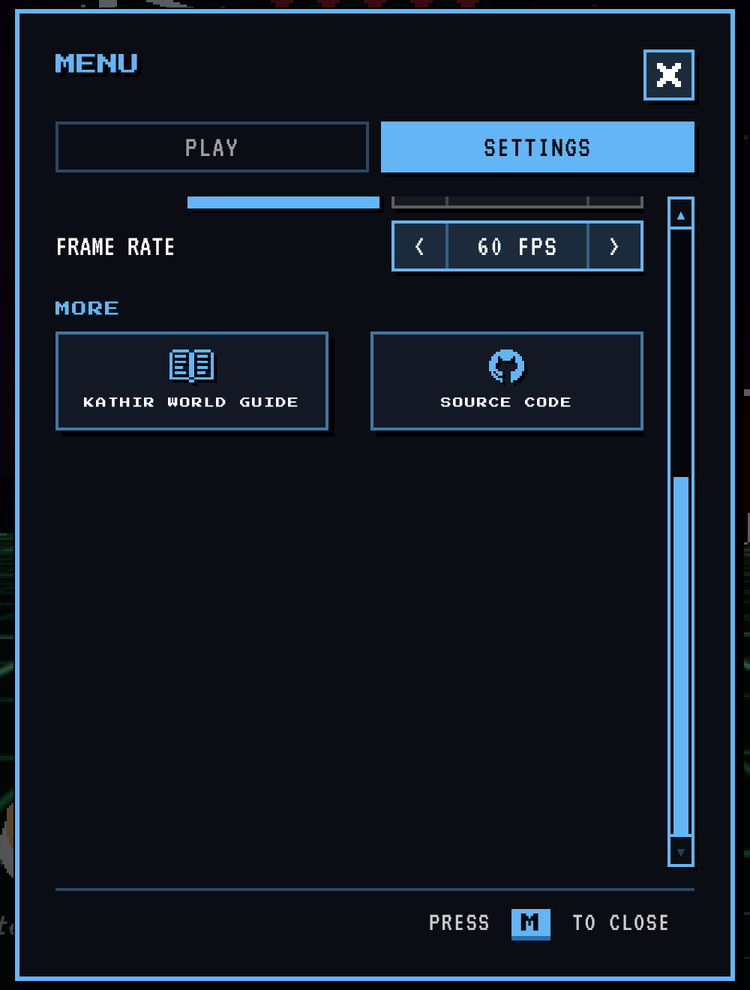 MENU
PLAY
SETTINGS
FRAME RATE
60 FPS
MORE
KATHIR WORLD GUIDE
SOURCE CODE
PRESS M TO CLOSE